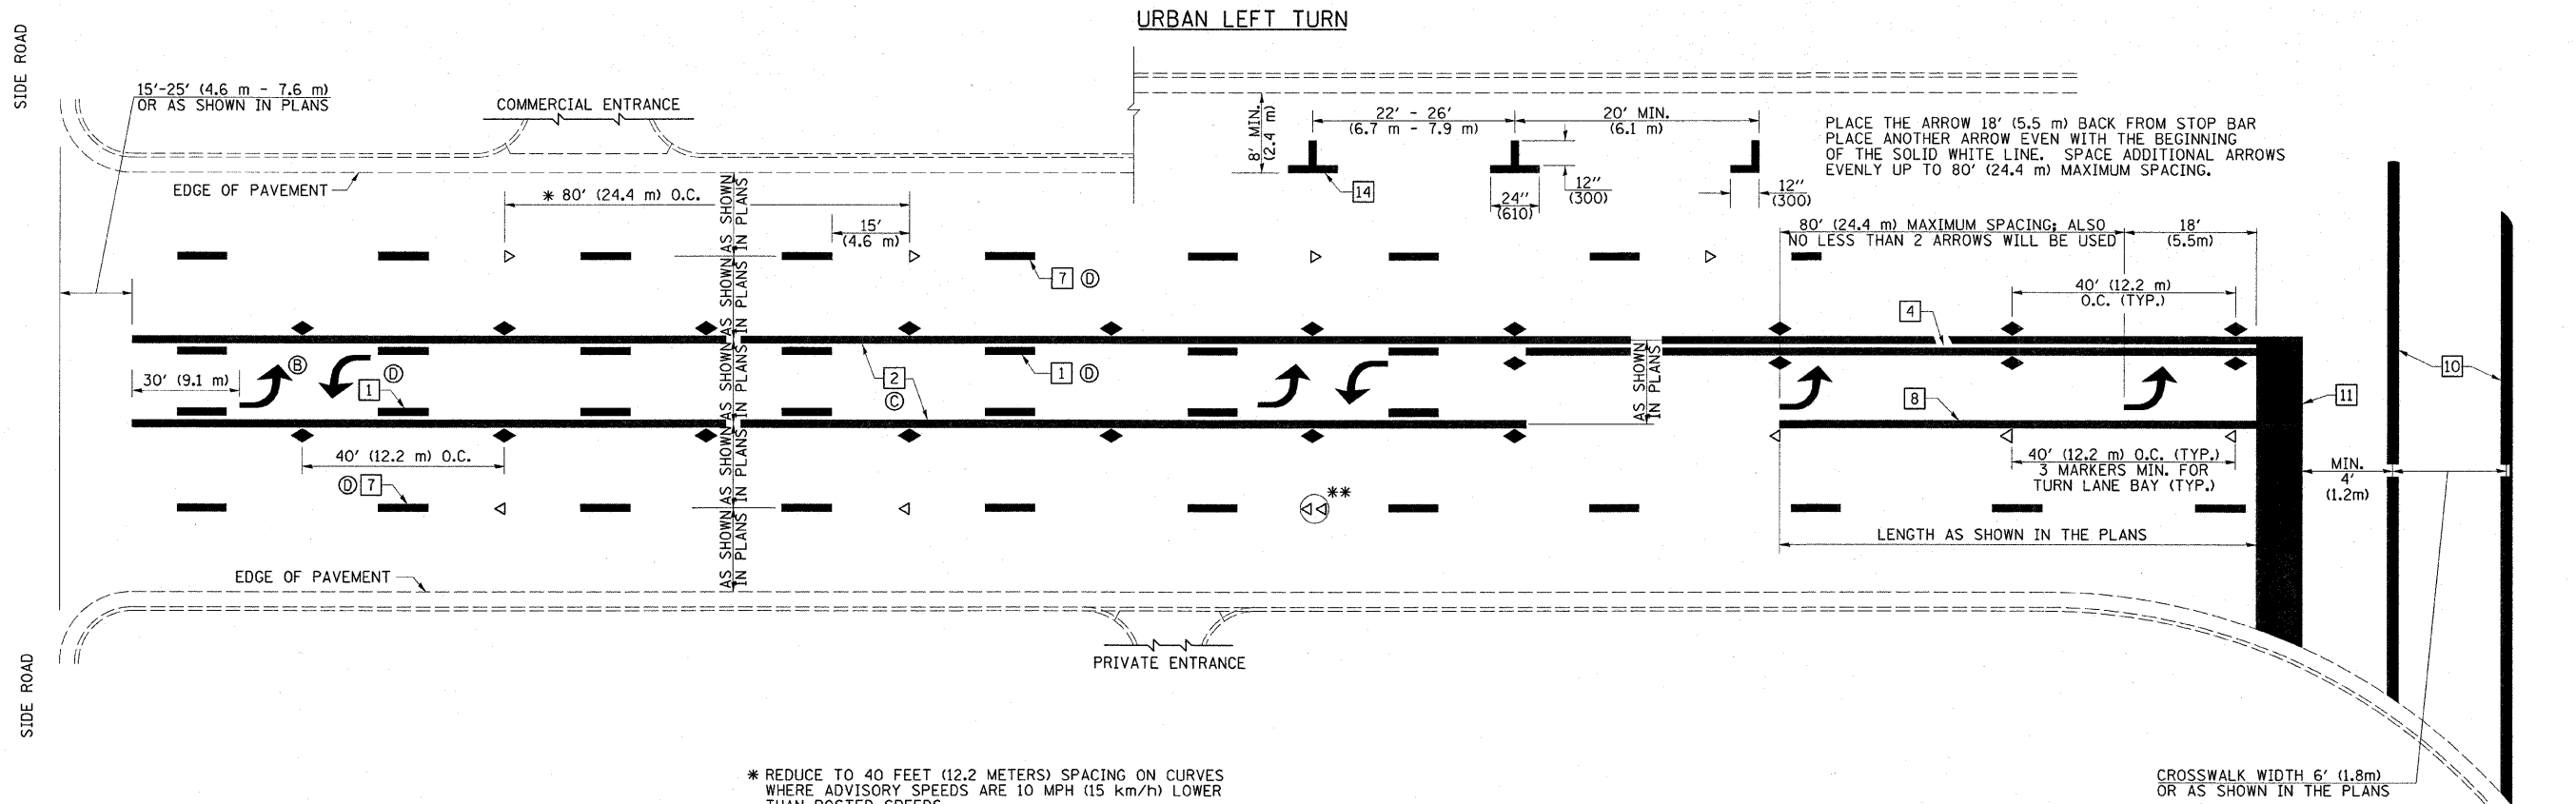 URBAN LEFT TURN
SIDE ROAD
15'-25' (4.6 m - 7.6 m)
OR AS SHOWN IN PLANS
COMMERCIAL ENTRANCE
EDGE OF PAVEMENT
* 80' (24.4 m) O.C.
15'
(4.6 m)
8' MIN.
(2.4 m)
22' - 26'
(6.7 m - 7.9 m)
20' MIN.
(6.1 m)
14
24"
(610)
12"
(300)
12"
(300)
PLACE THE ARROW 18' (5.5 m) BACK FROM STOP BAR
PLACE ANOTHER ARROW EVEN WITH THE BEGINNING
OF THE SOLID WHITE LINE. SPACE ADDITIONAL ARROWS
EVENLY UP TO 80' (24.4 m) MAXIMUM SPACING.
80' (24.4 m) MAXIMUM SPACING; ALSO
NO LESS THAN 2 ARROWS WILL BE USED
18'
(5.5m)
AS SHOWN
IN PLANS
AS SHOWN
IN PLANS
AS SHOWN
IN PLANS
AS SHOWN
IN PLANS
AS SHOWN
IN PLANS
7 D
40' (12.2 m)
O.C. (TYP.)
4
30' (9.1 m)
B
D
1
1 D
2
C
AS SHOWN
IN PLANS
8
10
11
40' (12.2 m) O.C.
D 7
**
40' (12.2 m) O.C. (TYP.)
3 MARKERS MIN. FOR
TURN LANE BAY (TYP.)
MIN.
4'
(1.2m)
LENGTH AS SHOWN IN THE PLANS
EDGE OF PAVEMENT
SIDE ROAD
PRIVATE ENTRANCE
* REDUCE TO 40 FEET (12.2 METERS) SPACING ON CURVES
WHERE ADVISORY SPEEDS ARE 10 MPH (15 km/h) LOWER
THAN POSTED SPEEDS
CROSSWALK WIDTH 6' (1.8m)
OR AS SHOWN IN THE PLANS